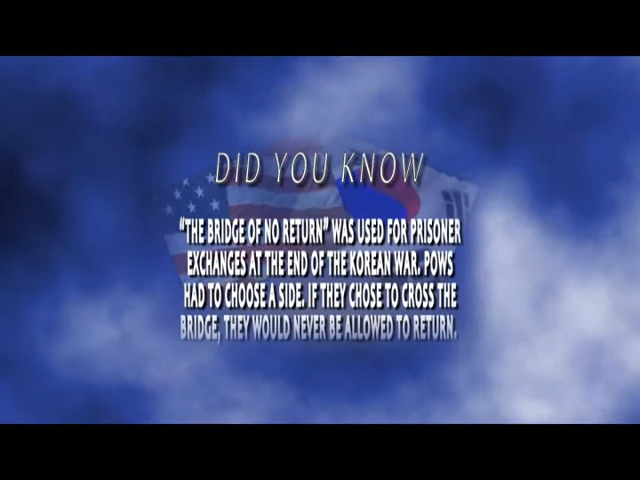 DID YOU KNOW
"THE BRIDGE OF NO RETURN" WAS USED FOR PRISONER
EXCHANGES AT THE END OF THE KOREAN WAR. POWS
HAD TO CHOOSE A SIDE. IF THEY CHOSE TO CROSS THE
BRIDGE, THEY WOULD NEVER BE ALLOWED TO RETURN.